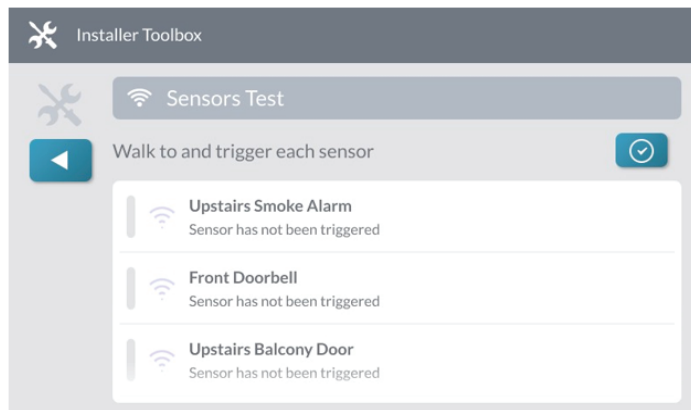 Installer Toolbox
Sensors Test
Walk to and trigger each sensor
Upstairs Smoke Alarm
Sensor has not been triggered
Front Doorbell
Sensor has not been triggered
Upstairs Balcony Door
Sensor has not been triggered